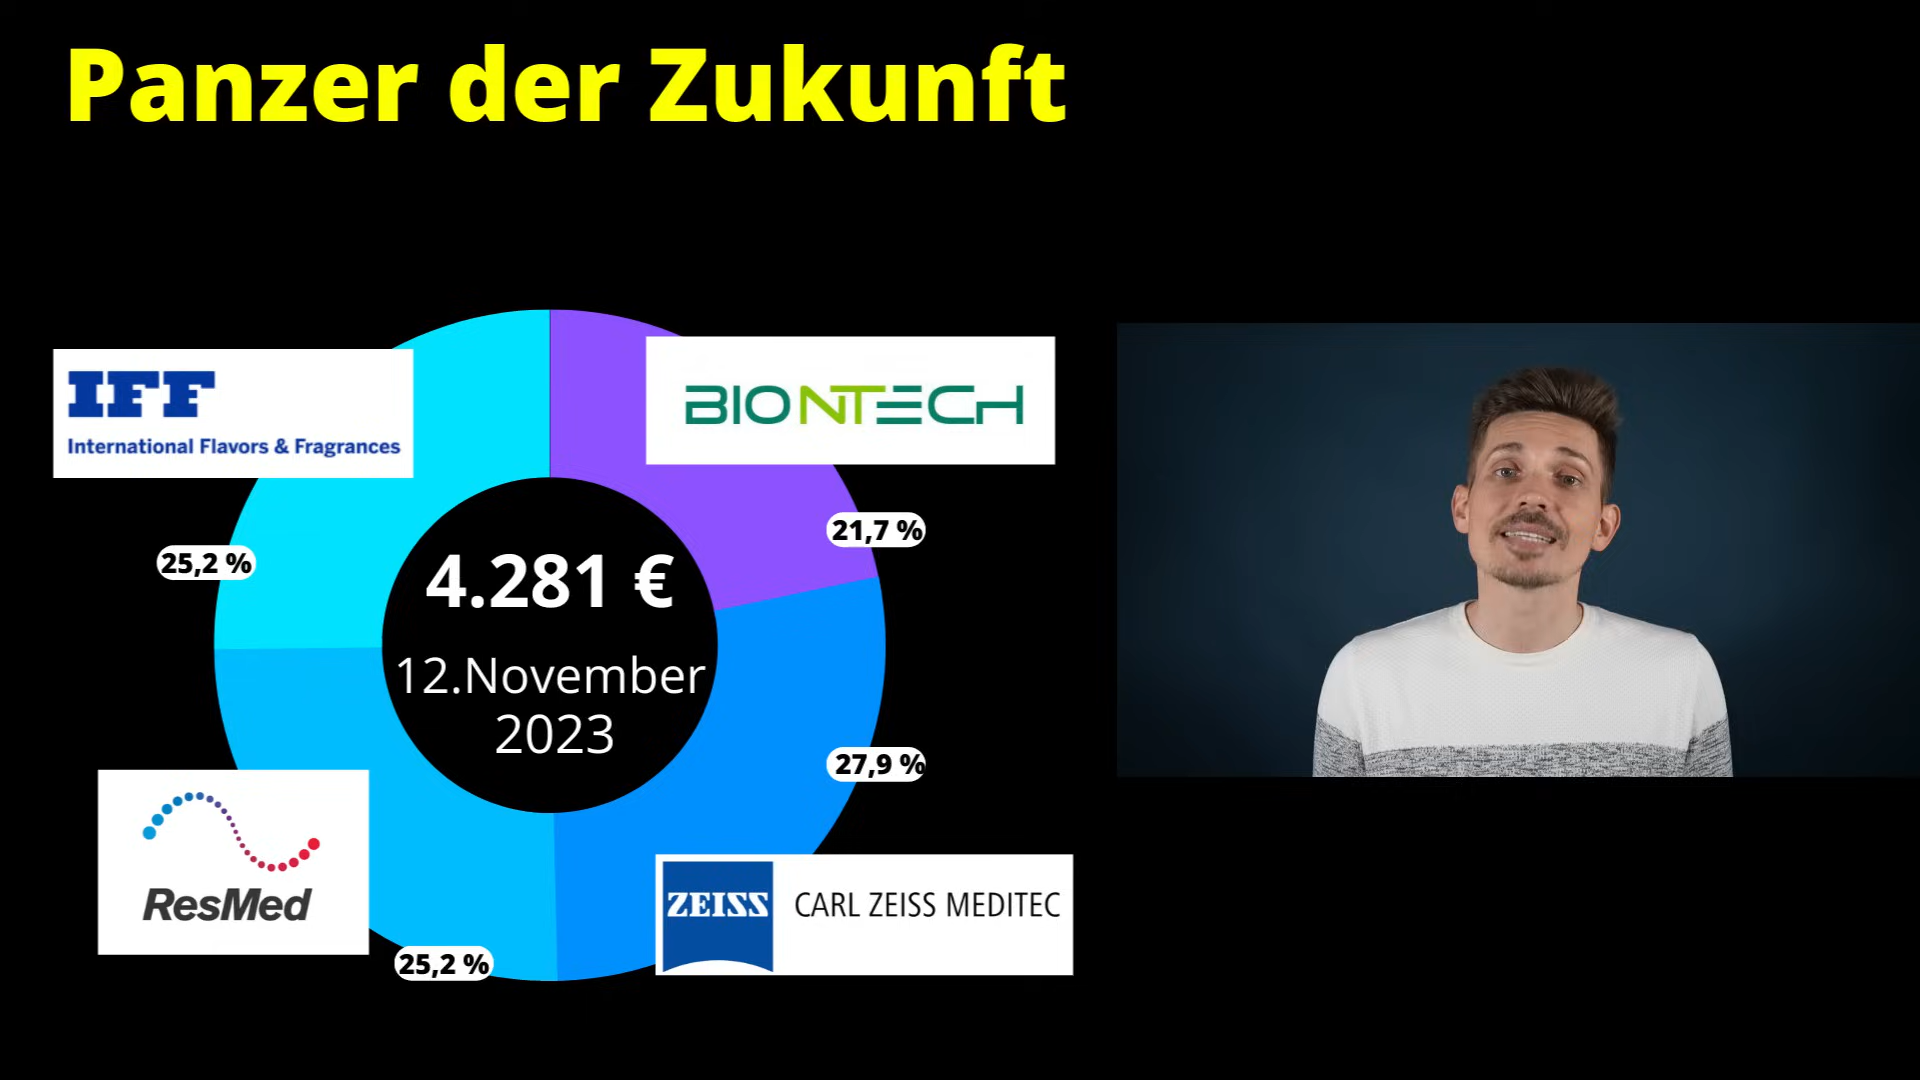 Panzer der Zukunft
IFF
International Flavors & Fragrances
BIONTECH
21,7 %
25,2 %
4.281 €
12.November
2023
27,9 %
ResMed
ZEISS
CARL ZEISS MEDITEC
25,2 %